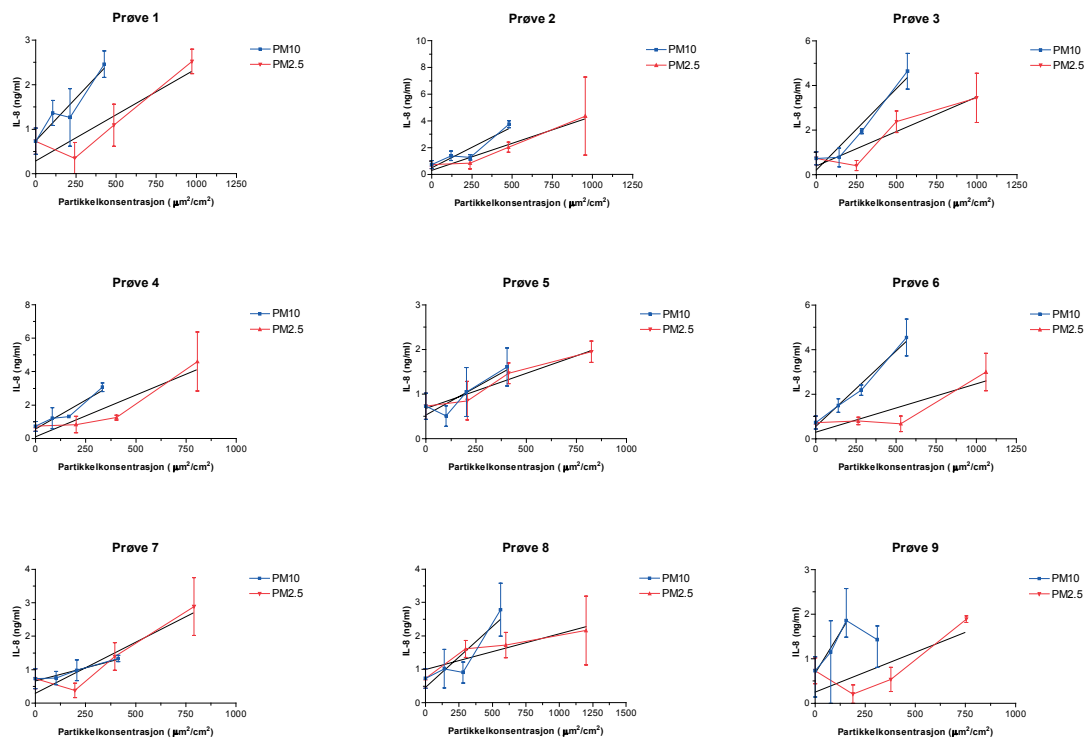 Prøve 1
3
2
1
0
IL-8 (ng/ml)
0 250 500 750 1000 1250
Partikkelkonsentrasjon ( µm²/cm²)
PM10
PM2.5
Prøve 2
10
8
6
4
2
0
IL-8 (ng/ml)
0 250 500 750 1000 1250
Partikkelkonsentrasjon ( µm²/cm²)
PM10
PM2.5
Prøve 3
6
4
2
0
IL-8 (ng/ml)
0 250 500 750 1000 1250
Partikkelkonsentrasjon ( µm²/cm²)
PM10
PM2.5
Prøve 4
8
6
4
2
0
IL-8 (ng/ml)
0 250 500 750 1000
Partikkelkonsentrasjon ( µm²/cm²)
PM10
PM2.5
Prøve 5
3
2
1
0
IL-8 (ng/ml)
0 250 500 750 1000
Partikkelkonsentrasjon ( µm²/cm²)
PM10
PM2.5
Prøve 6
6
4
2
0
IL-8 (ng/ml)
0 250 500 750 1000 1250
Partikkelkonsentrasjon ( µm²/cm²)
PM10
PM2.5
Prøve 7
4
3
2
1
0
IL-8 (ng/ml)
0 250 500 750 1000
Partikkelkonsentrasjon ( µm²/cm²)
PM10
PM2.5
Prøve 8
4
3
2
1
0
IL-8 (ng/ml)
0 250 500 750 1000 1250 1500
Partikkelkonsentrasjon ( µm²/cm²)
PM10
PM2.5
Prøve 9
3
2
1
0
IL-8 (ng/ml)
0 250 500 750 1000
Partikkelkonsentrasjon ( µm²/cm²)
PM10
PM2.5